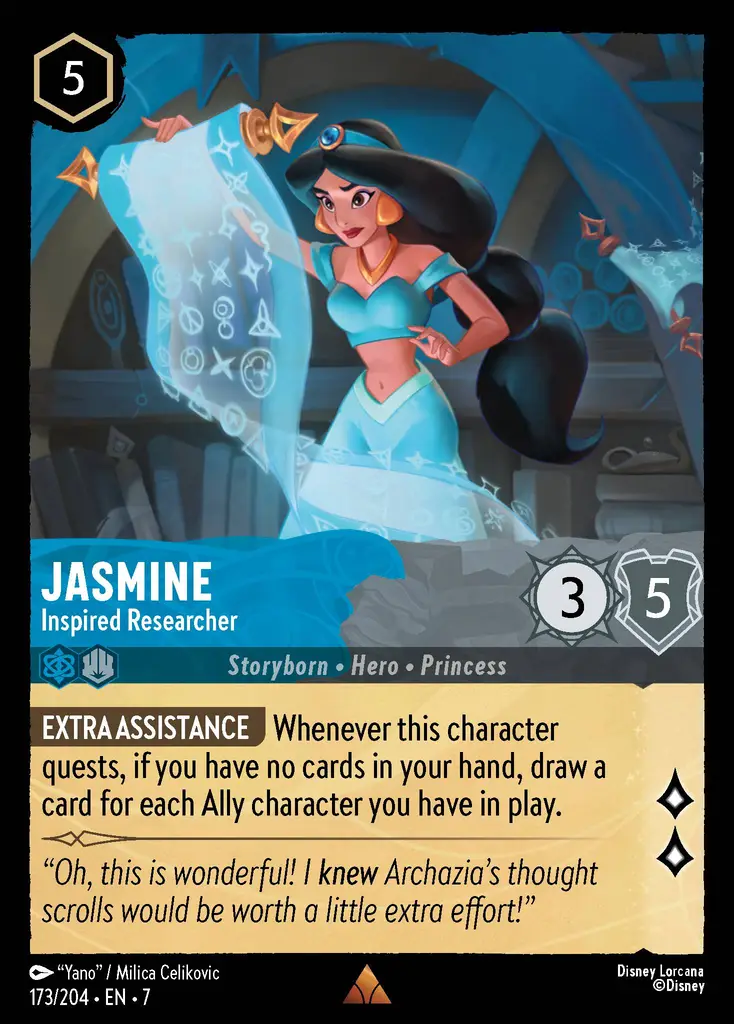 5
JASMINE
Inspired Researcher
3
5
Storyborn • Hero • Princess
EXTRA ASSISTANCE Whenever this character
quests, if you have no cards in your hand, draw a
card for each Ally character you have in play.
“Oh, this is wonderful! I knew Archazia’s thought
scrolls would be worth a little extra effort!”
“Yano” / Milica Celikovic
173/204 • EN • 7
Disney Lorcana
©Disney